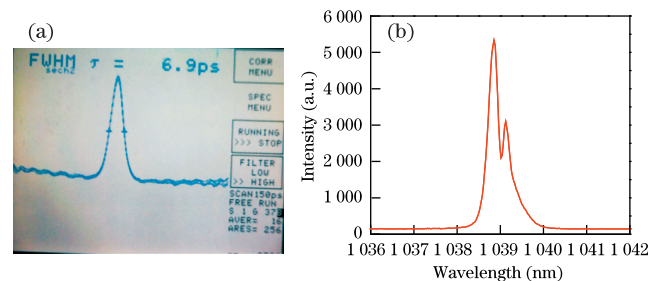 (a)
FWHM τ = 6.9ps
sech2
CORR
MENU
SPEC
MENU
RUNNING
>>> STOP
FILTER
LOW
>> HIGH
SCAN150ps
FREE RUN
AVER= 16
ARES= 256
(b)
Intensity (a.u.)
6 000
5 000
4 000
3 000
2 000
1 000
0
1 036 1 037 1 038 1 039 1 040 1 041 1 042
Wavelength (nm)